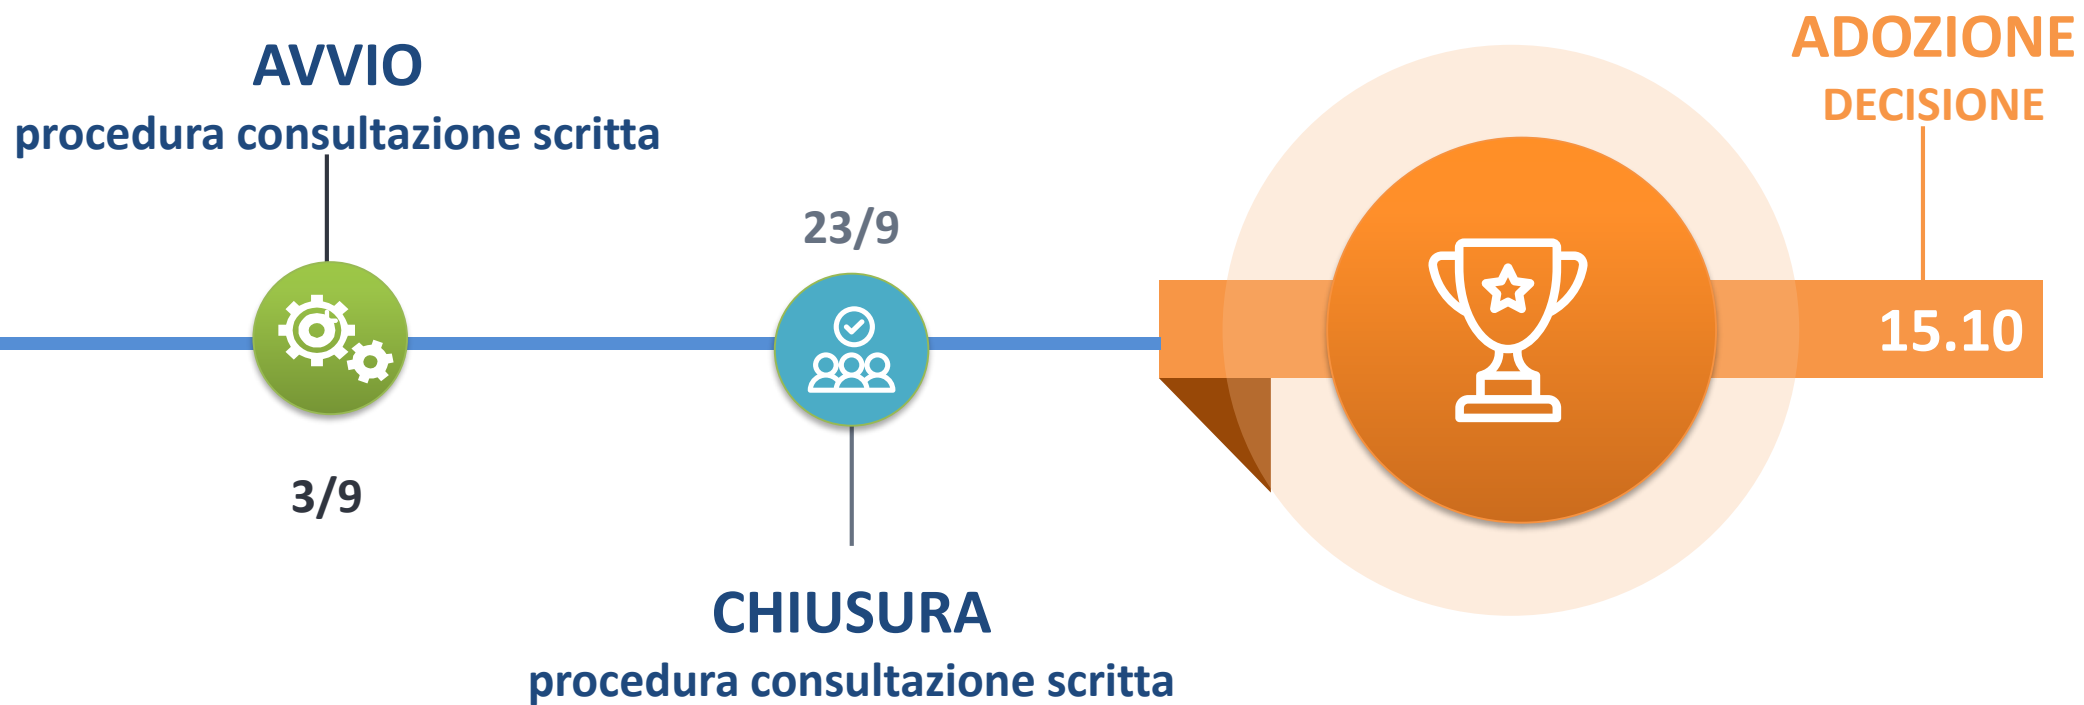 AVVIO
procedura consultazione scritta
3/9
23/9
CHIUSURA
procedura consultazione scritta
ADOZIONE
DECISIONE
15.10